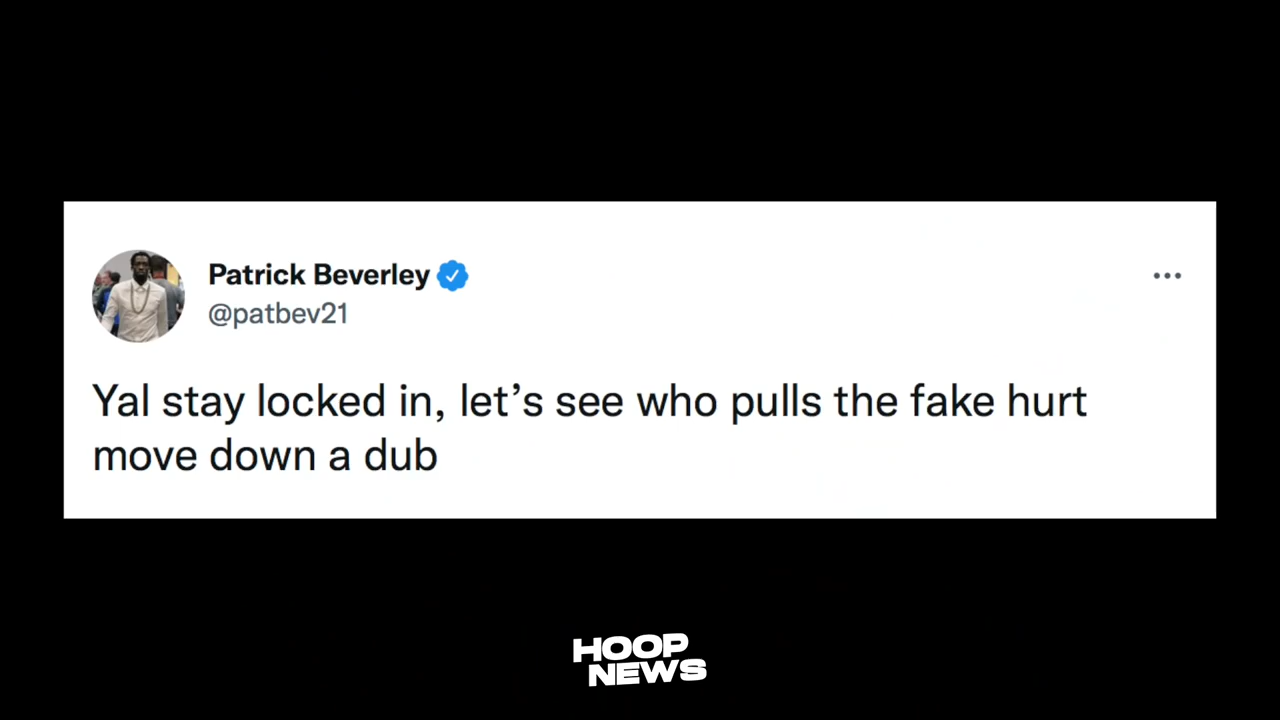 Patrick Beverley
@patbev21
Yal stay locked in, let’s see who pulls the fake hurt
move down a dub
HOOP
NEWS